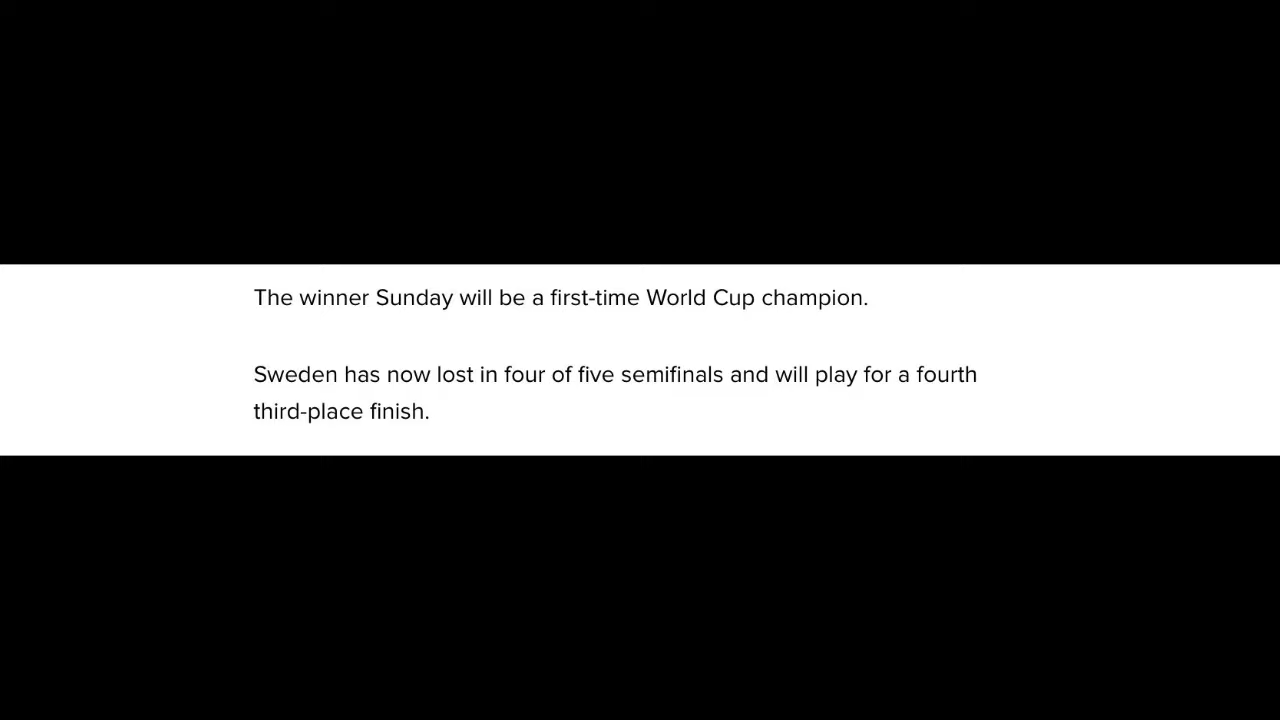 The winner Sunday will be a first-time World Cup champion.
Sweden has now lost in four of five semifinals and will play for a fourth
third-place finish.